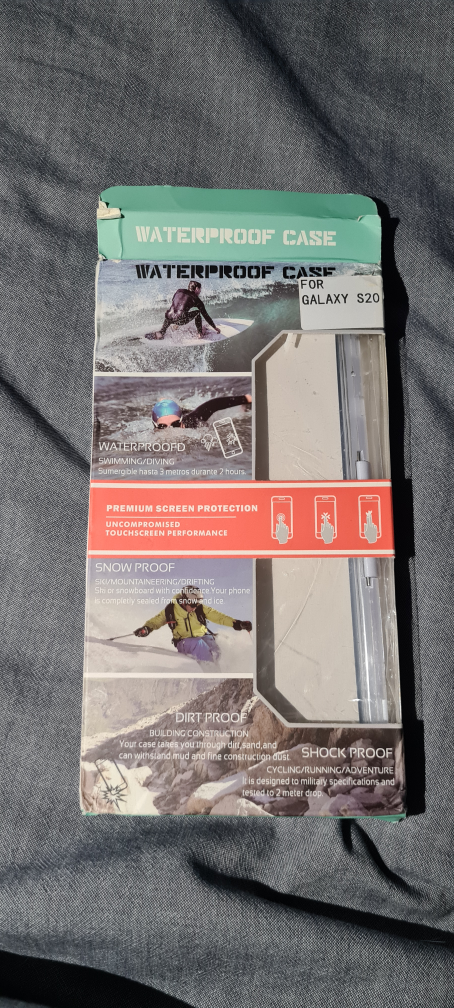 WATERPROOF CASE
WATERPROOF CASE
FOR
GALAXY S20
WATERPROOFD
SWIMMING/DIVING
Sumergible hasta 3 metros durante 2 hours
PREMIUM SCREEN PROTECTION
UNCOMPROMISED
TOUCHSCREEN PERFORMANCE
SNOW PROOF
SKI/MOUNTAINEERING/DRIFTING
Shi or snowboard with confidence.Your phone
is completly sealed from snow and ice
DIRT PROOF
BUILDING CONSTRUCTION
Your case takes you through dirt,sand,and
can withsland,mud and fine construction dust
SHOCK PROOF
CYCLING/RUNNING/ADVENTURE
It is designed to military specifications and
tested to 2 meter drop